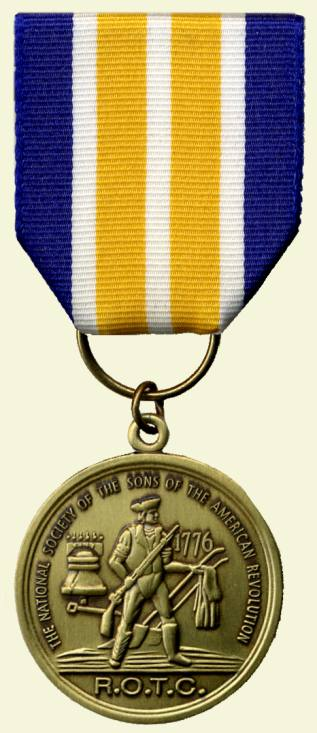 THE NATIONAL SOCIETY OF THE SONS OF THE AMERICAN REVOLUTION
1776
R.O.T.C.